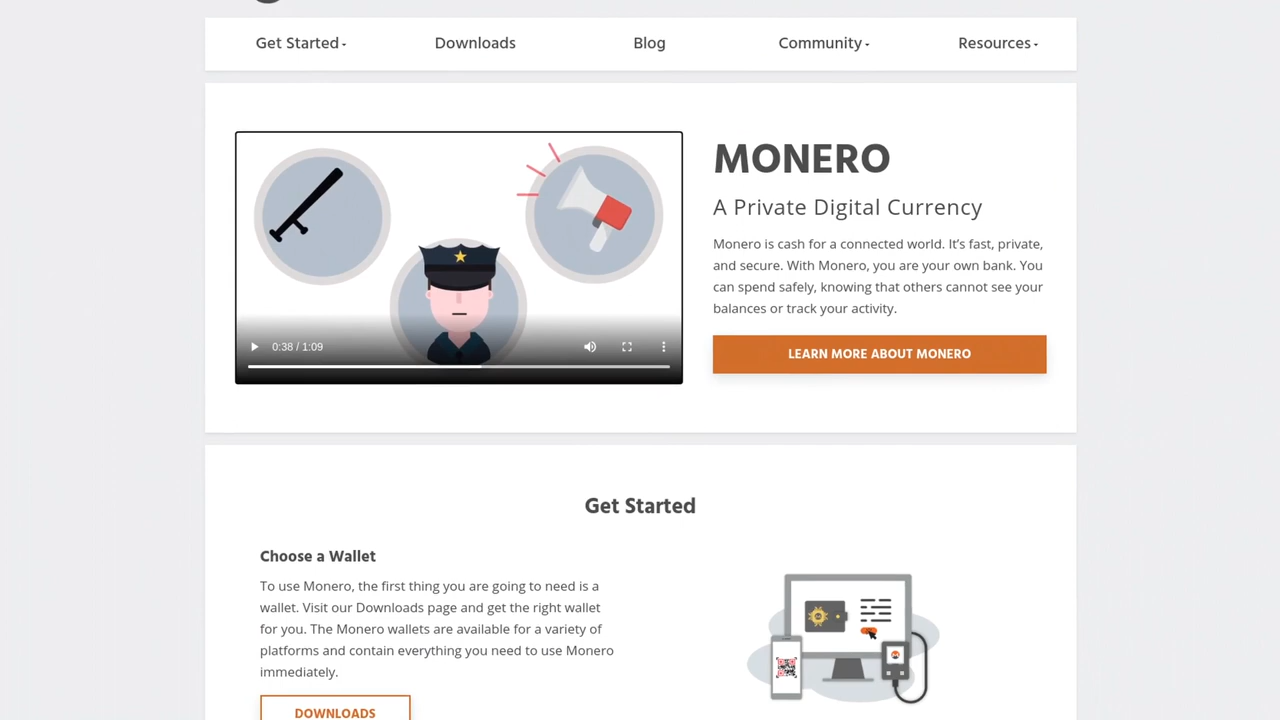 Get Started
Downloads
Blog
Community
Resources
MONERO
A Private Digital Currency
Monero is cash for a connected world. It's fast, private,
and secure. With Monero, you are your own bank. You
can spend safely, knowing that others cannot see your
balances or track your activity.
LEARN MORE ABOUT MONERO
0:38 / 1:09
Get Started
Choose a Wallet
To use Monero, the first thing you are going to need is a
wallet. Visit our Downloads page and get the right wallet
for you. The Monero wallets are available for a variety of
platforms and contain everything you need to use Monero
immediately.
DOWNLOADS